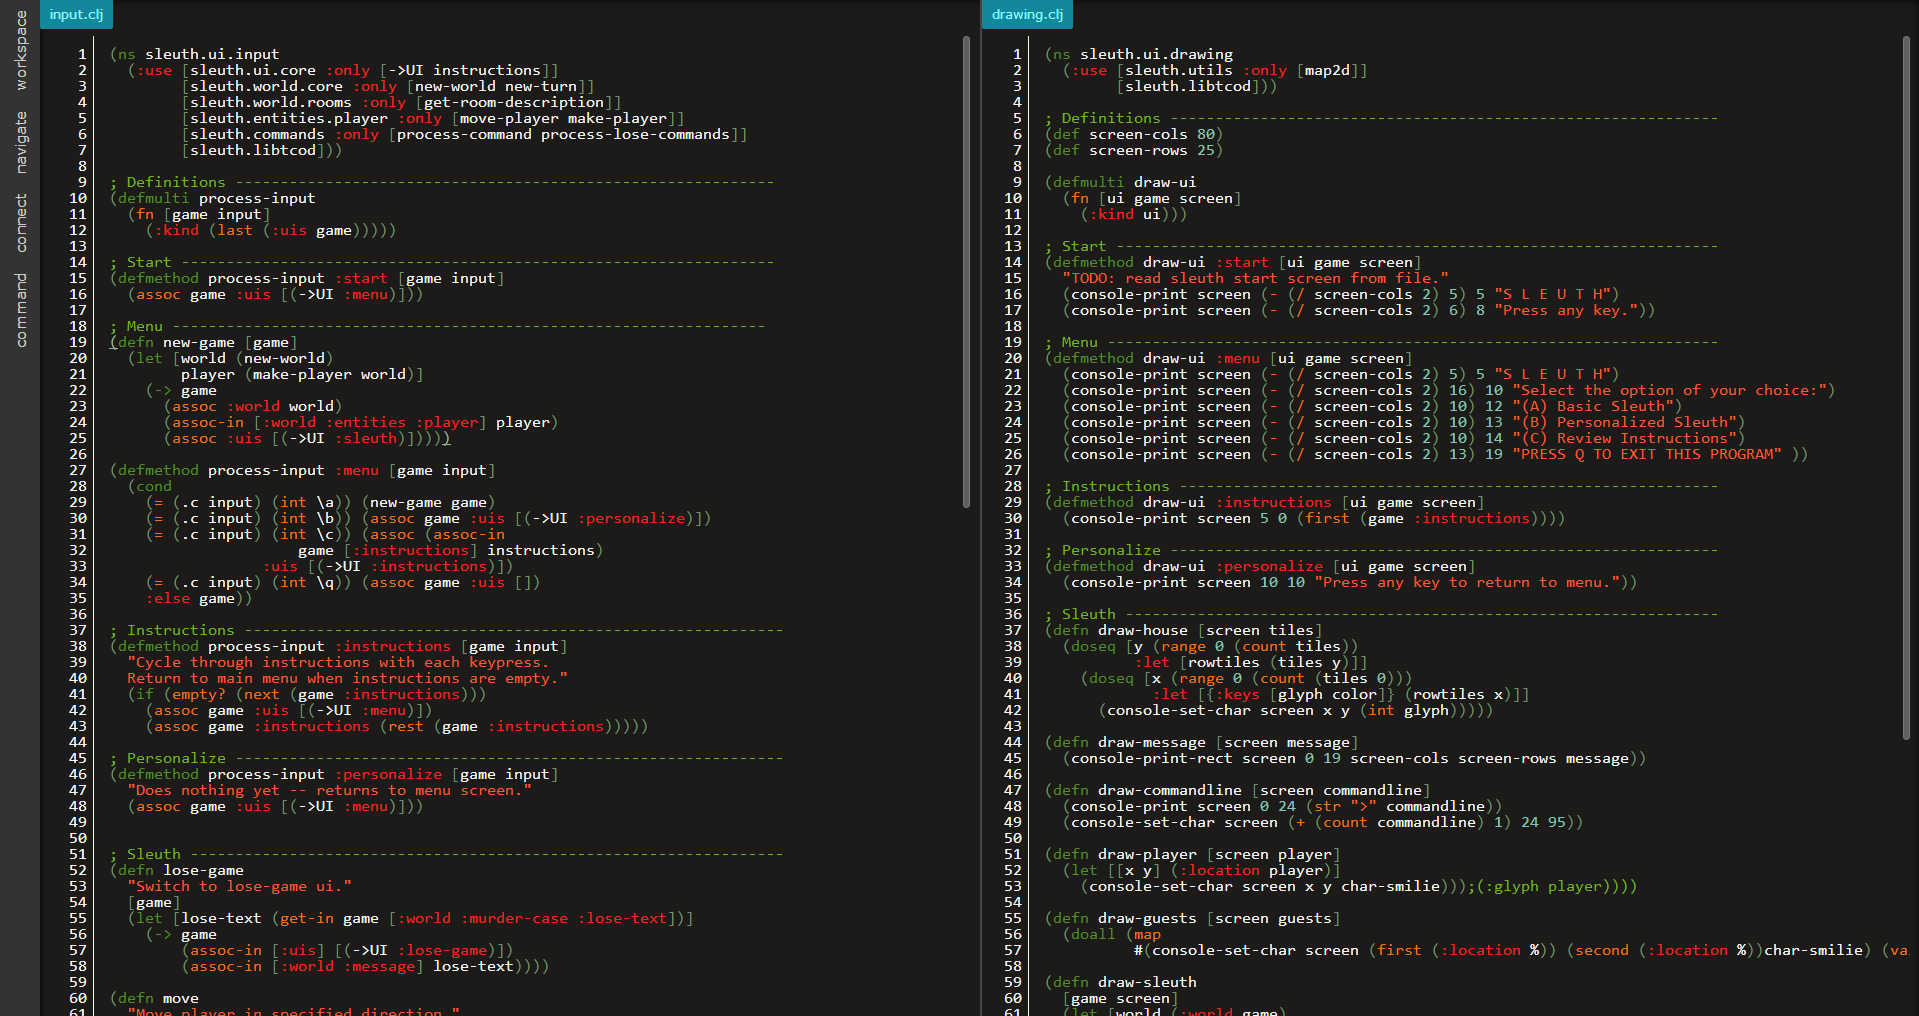 workspace
navigate
connect
command
input.clj
1 (ns sleuth.ui.input
2   (:use [sleuth.ui.core :only [->UI instructions]]
3         [sleuth.world.core :only [new-world new-turn]]
4         [sleuth.world.rooms :only [get-room-description]]
5         [sleuth.entities.player :only [move-player make-player]]
6         [sleuth.commands :only [process-command process-lose-commands]]
7         [sleuth.libtcod]))
8
9 ; Definitions ------------------------------------------------------------
10 (defmulti process-input
11   (fn [game input]
12     (:kind (last (:uis game)))))
13
14 ; Start ------------------------------------------------------------------
15 (defmethod process-input :start [game input]
16   (assoc game :uis [(->UI :menu)]))
17
18 ; Menu ------------------------------------------------------------------
19 (defn new-game [game]
20   (let [world (new-world)
21         player (make-player world)]
22     (-> game
23       (assoc :world world)
24       (assoc-in [:world :entities :player] player)
25       (assoc :uis [(->UI :sleuth)]))))
26
27 (defmethod process-input :menu [game input]
28   (cond
29     (= (.c input) (int \a)) (new-game game)
30     (= (.c input) (int \b)) (assoc game :uis [(->UI :personalize)])
31     (= (.c input) (int \c)) (assoc (assoc-in
32                      game [:instructions] instructions)
33                  :uis [(->UI :instructions)])
34     (= (.c input) (int \q)) (assoc game :uis [])
35     :else game))
36
37 ; Instructions ------------------------------------------------------------
38 (defmethod process-input :instructions [game input]
39   "Cycle through instructions with each keypress.
40   Return to main menu when instructions are empty."
41   (if (empty? (next (game :instructions)))
42     (assoc game :uis [(->UI :menu)])
43     (assoc game :instructions (rest (game :instructions)))))
44
45 ; Personalize -------------------------------------------------------------
46 (defmethod process-input :personalize [game input]
47   "Does nothing yet -- returns to menu screen."
48   (assoc game :uis [(->UI :menu)]))
49
50
51 ; Sleuth ------------------------------------------------------------------
52 (defn lose-game
53   "Switch to lose-game ui."
54   [game]
55   (let [lose-text (get-in game [:world :murder-case :lose-text])]
56     (-> game
57         (assoc-in [:uis] [(->UI :lose-game)])
58         (assoc-in [:world :message] lose-text))))
59
60 (defn move
61   "Move player in specified direction."
drawing.clj
1 (ns sleuth.ui.drawing
2   (:use [sleuth.utils :only [map2d]]
3         [sleuth.libtcod]))
4
5 ; Definitions -------------------------------------------------------------
6 (def screen-cols 80)
7 (def screen-rows 25)
8
9 (defmulti draw-ui
10   (fn [ui game screen]
11     (:kind ui)))
12
13 ; Start -------------------------------------------------------------------
14 (defmethod draw-ui :start [ui game screen]
15   "TODO: read sleuth start screen from file."
16   (console-print screen (- (/ screen-cols 2) 5) 5 "S L E U T H")
17   (console-print screen (- (/ screen-cols 2) 6) 8 "Press any key."))
18
19 ; Menu --------------------------------------------------------------------
20 (defmethod draw-ui :menu [ui game screen]
21   (console-print screen (- (/ screen-cols 2) 5) 5 "S L E U T H")
22   (console-print screen (- (/ screen-cols 2) 16) 10 "Select the option of your choice:")
23   (console-print screen (- (/ screen-cols 2) 10) 12 "(A) Basic Sleuth")
24   (console-print screen (- (/ screen-cols 2) 10) 13 "(B) Personalized Sleuth")
25   (console-print screen (- (/ screen-cols 2) 10) 14 "(C) Review Instructions")
26   (console-print screen (- (/ screen-cols 2) 13) 19 "PRESS Q TO EXIT THIS PROGRAM" ))
27
28 ; Instructions ------------------------------------------------------------
29 (defmethod draw-ui :instructions [ui game screen]
30   (console-print screen 5 0 (first (game :instructions))))
31
32 ; Personalize -------------------------------------------------------------
33 (defmethod draw-ui :personalize [ui game screen]
34   (console-print screen 10 10 "Press any key to return to menu."))
35
36 ; Sleuth ------------------------------------------------------------------
37 (defn draw-house [screen tiles]
38   (doseq [y (range 0 (count tiles))
39           :let [rowtiles (tiles y)]]
40     (doseq [x (range 0 (count (tiles 0)))
41             :let [{:keys [glyph color]} (rowtiles x)]]
42       (console-set-char screen x y (int glyph)))))
43
44 (defn draw-message [screen message]
45   (console-print-rect screen 0 19 screen-cols screen-rows message))
46
47 (defn draw-commandline [screen commandline]
48   (console-print screen 0 24 (str ">" commandline))
49   (console-set-char screen (+ (count commandline) 1) 24 95))
50
51 (defn draw-player [screen player]
52   (let [[x y] (:location player)]
53     (console-set-char screen x y char-smilie)));(:glyph player))))
54
55 (defn draw-guests [screen guests]
56   (doall (map
57           #(console-set-char screen (first (:location %)) (second (:location %))char-smilie) (va
58
59 (defn draw-sleuth
60   [game screen]
61   (let [world (:world game)